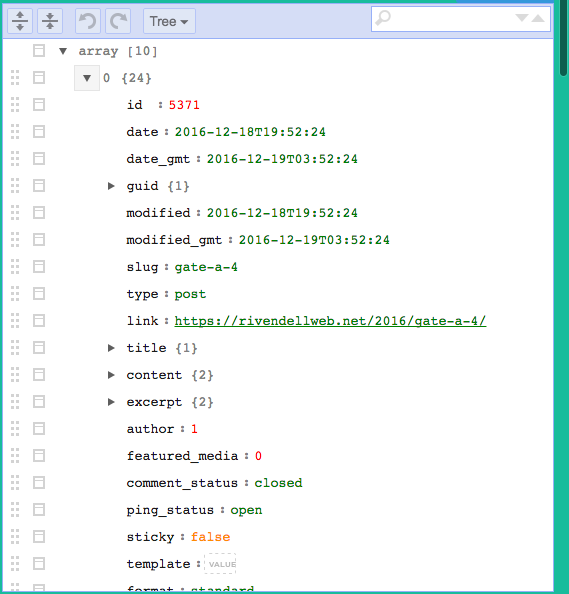 Tree
array [10]
0 {24}
id : 5371
date : 2016-12-18T19:52:24
date_gmt : 2016-12-19T03:52:24
guid {1}
modified : 2016-12-18T19:52:24
modified_gmt : 2016-12-19T03:52:24
slug : gate-a-4
type : post
link : https://rivendellweb.net/2016/gate-a-4/
title {1}
content {2}
excerpt {2}
author : 1
featured_media : 0
comment_status : closed
ping_status : open
sticky : false
template : VALUE
format : standard